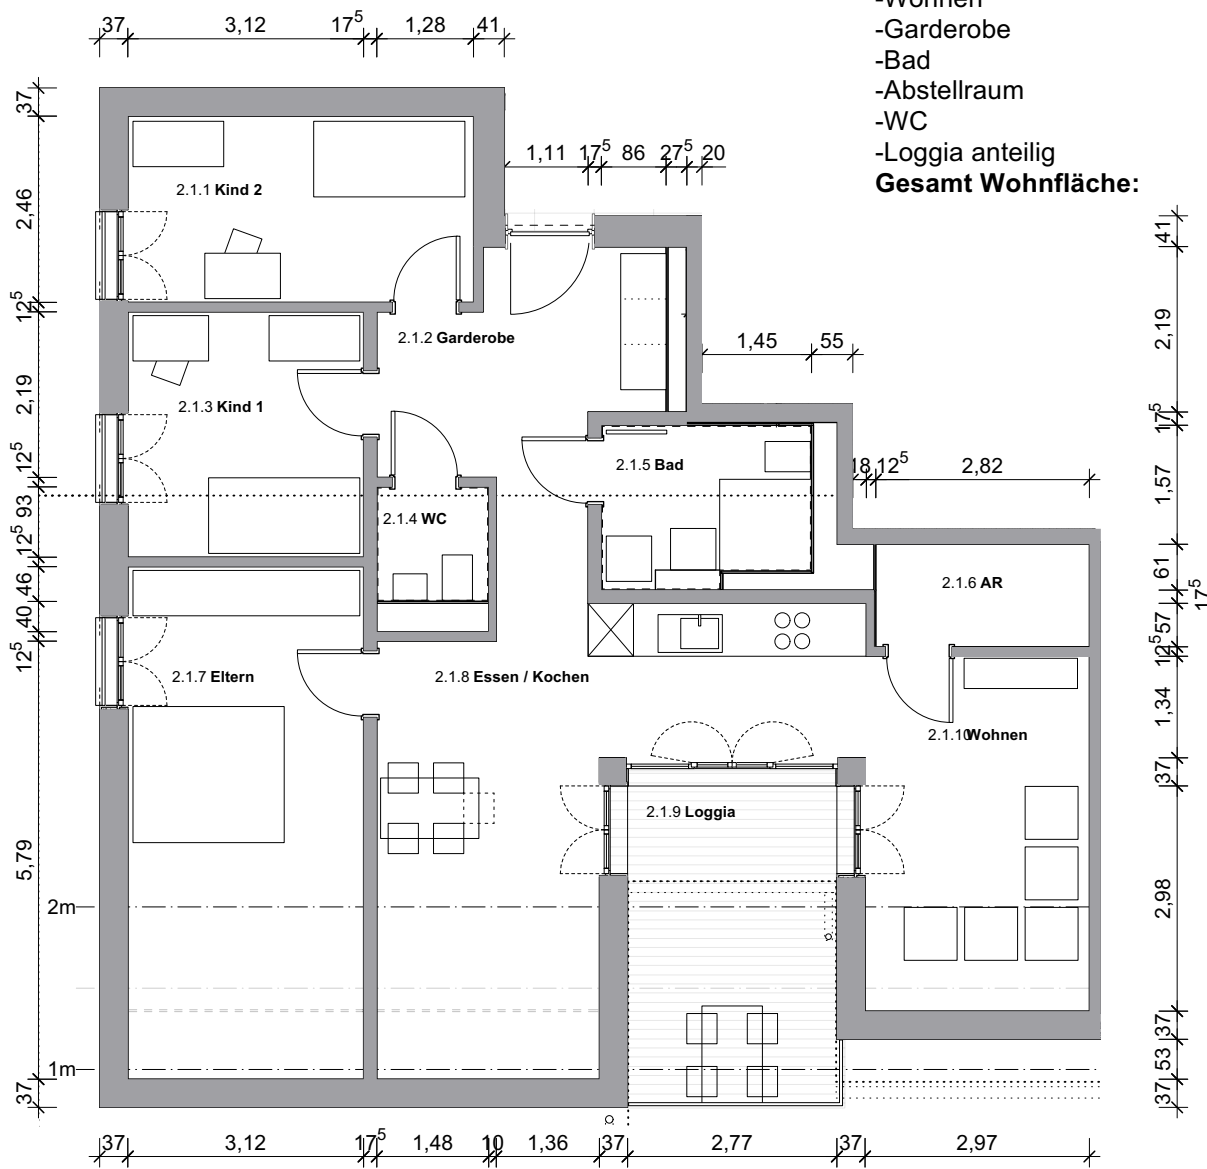 -Wohnen
-Garderobe
-Bad
-Abstellraum
-WC
-Loggia anteilig
Gesamt Wohnfläche:
37 3,12 17⁵ 1,28 41
1,11 17⁵ 86 27⁵ 20
1,45 55
18 12⁵ 2,82
37
2,46
12⁵
2,19
12⁵
93
12⁵
46
40
12⁵
5,79
37
2m
1m
2.1.1 Kind 2
2.1.2 Garderobe
2.1.3 Kind 1
2.1.4 WC
2.1.5 Bad
2.1.6 AR
2.1.7 Eltern
2.1.8 Essen / Kochen
2.1.10 Wohnen
2.1.9 Loggia
41
2,19
17⁵
1,57
61
17⁵
57
12⁵
1,34
37
2,98
37
53
37
37 3,12 17⁵ 1,48 10 1,36 37 2,77 37 2,97